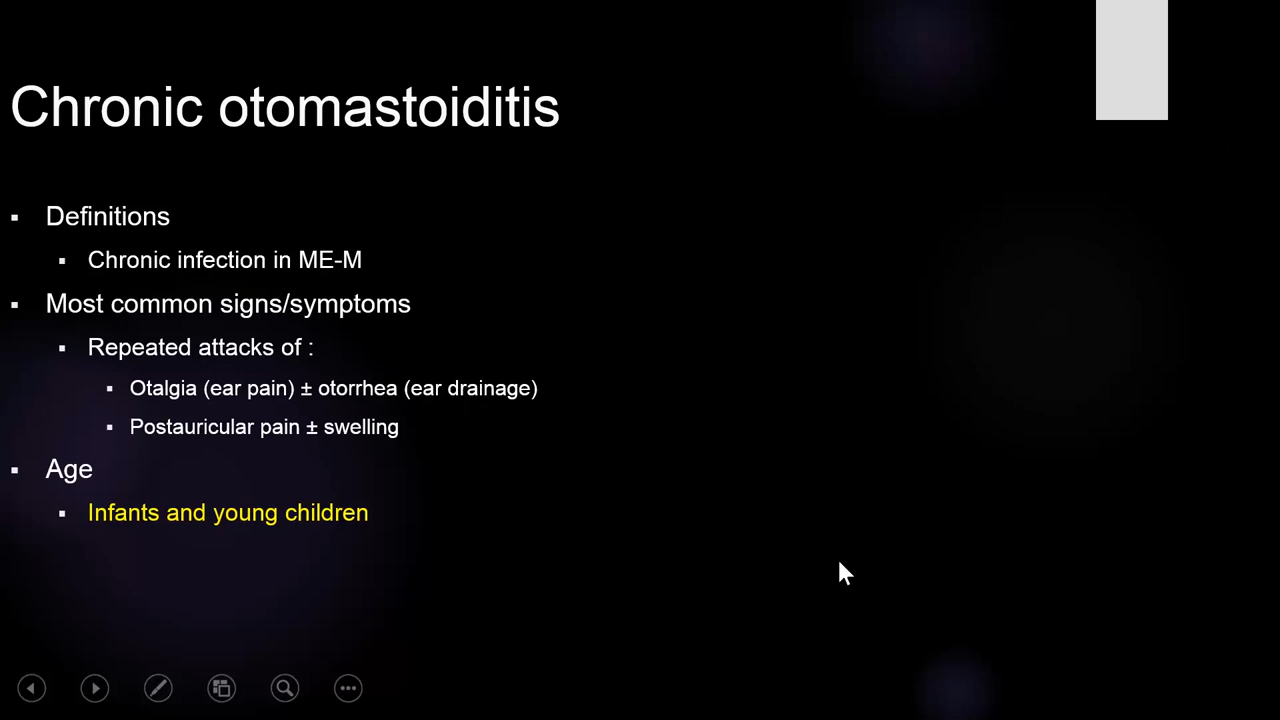 Chronic otomastoiditis
▪ Definitions
▪ Chronic infection in ME-M
▪ Most common signs/symptoms
▪ Repeated attacks of :
▪ Otalgia (ear pain) ± otorrhea (ear drainage)
▪ Postauricular pain ± swelling
▪ Age
▪ Infants and young children